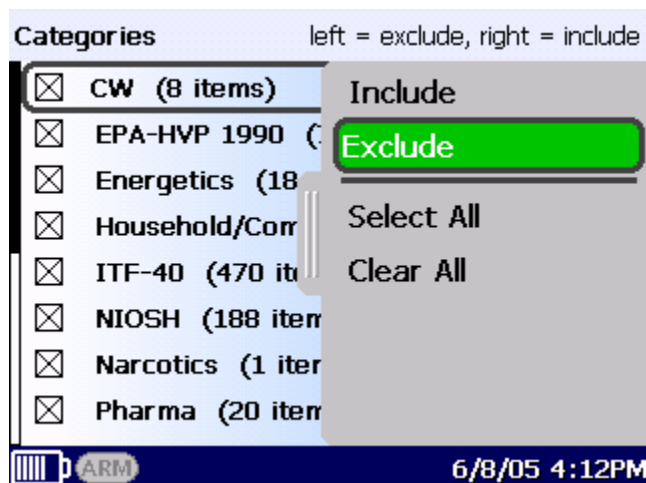 Categories left = exclude, right = include
CW (8 items)
EPA-HVP 1990 (
Energetics (18
Household/Com
ITF-40 (470 ite
NIOSH (188 item
Narcotics (1 iter
Pharma (20 item
Include
Exclude
Select All
Clear All
ARM
6/8/05 4:12PM